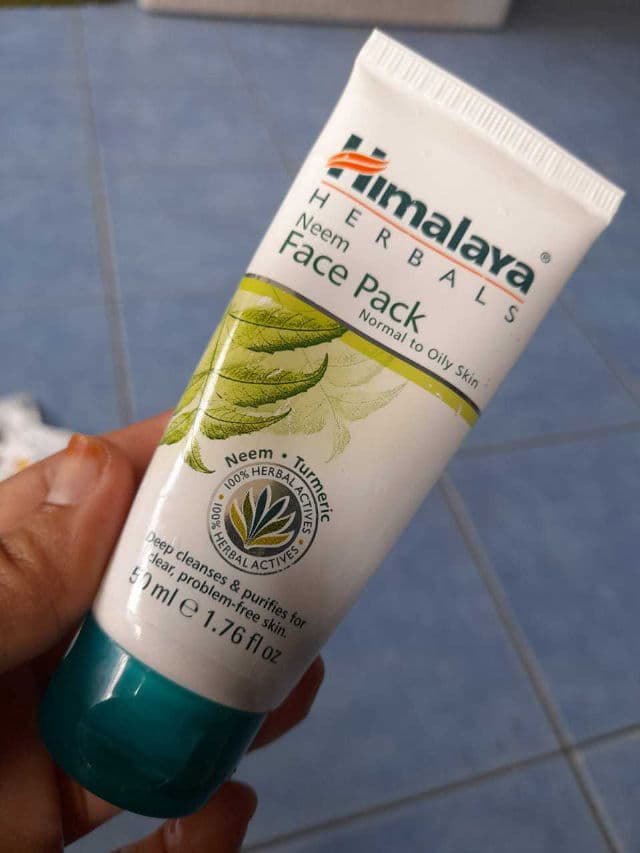 Himalaya®
HERBALS
Neem
Face Pack
Normal to Oily Skin
Neem • Turmeric
100% HERBAL ACTIVES •
100% HERBAL ACTIVES •
Deep cleanses & purifies for
clear, problem-free skin.
50 ml ℮ 1.76 fl oz